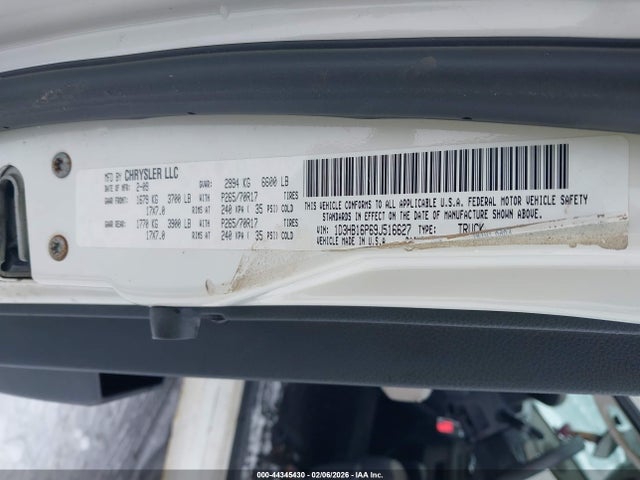 MFD BY CHRYSLER LLC
DATE OF MFR 2-09 GVWR: 2994 KG 6600 LB
GAWR FRONT: 1679 KG 3700 LB WITH P265/70R17 TIRES
17X7.0 RIMS AT 240 KPA ( 35 PSI) COLD
GAWR REAR: 1770 KG 3900 LB WITH P265/70R17 TIRES
17X7.0 RIMS AT 240 KPA ( 35 PSI) COLD
THIS VEHICLE CONFORMS TO ALL APPLICABLE U.S.A. FEDERAL MOTOR VEHICLE SAFETY
STANDARDS IN EFFECT ON THE DATE OF MANUFACTURE SHOWN ABOVE.
VIN: 1D3HB16P69J516627 TYPE: TRUCK
VEHICLE MADE IN U.S.A.
000-44345430 - 02/06/2026 - IAAI.COM